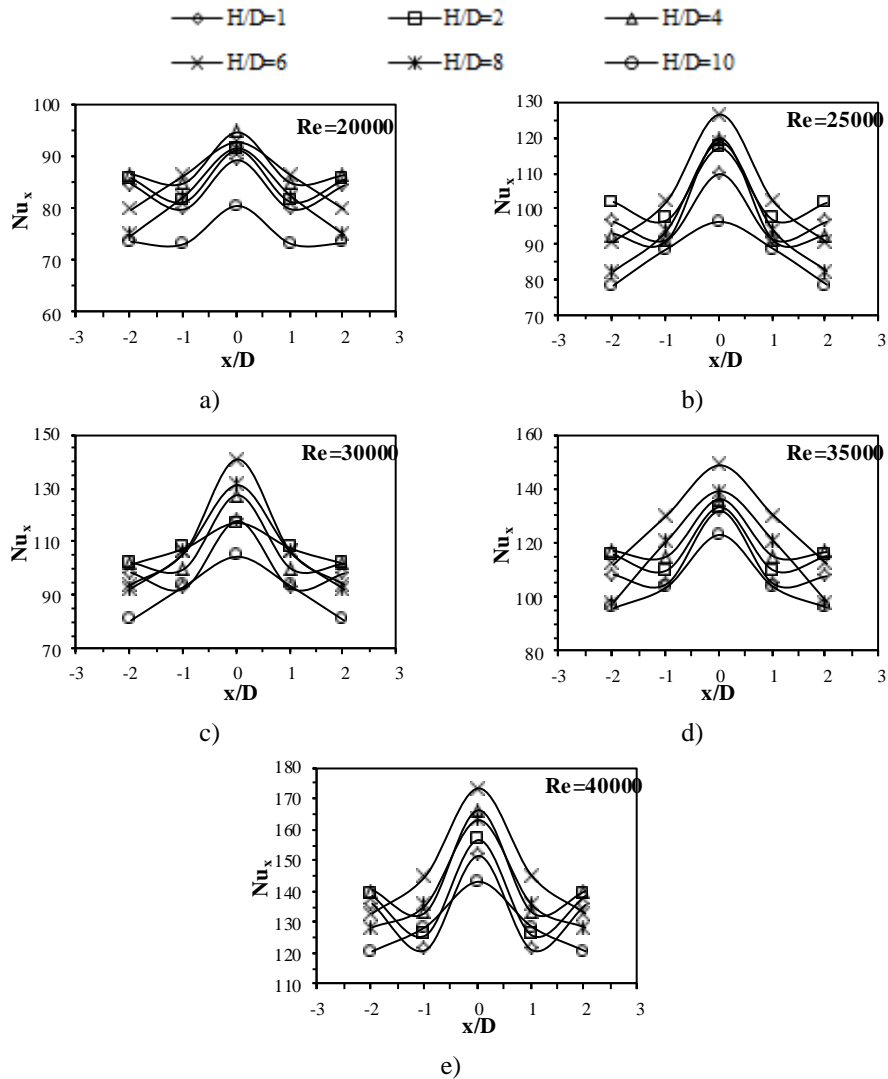 H/D=1 H/D=2 H/D=4
H/D=6 H/D=8 H/D=10
100
90
80
70
60
Nux
Re=20000
-3 -2 -1 0 1 2 3
x/D
a)
130
120
110
100
90
80
70
Nux
Re=25000
-3 -2 -1 0 1 2 3
x/D
b)
150
130
110
90
70
Nux
Re=30000
-3 -2 -1 0 1 2 3
x/D
c)
160
140
120
100
80
Nux
Re=35000
-3 -2 -1 0 1 2 3
x/D
d)
180
170
160
150
140
130
120
110
Nux
Re=40000
-3 -2 -1 0 1 2 3
x/D
e)